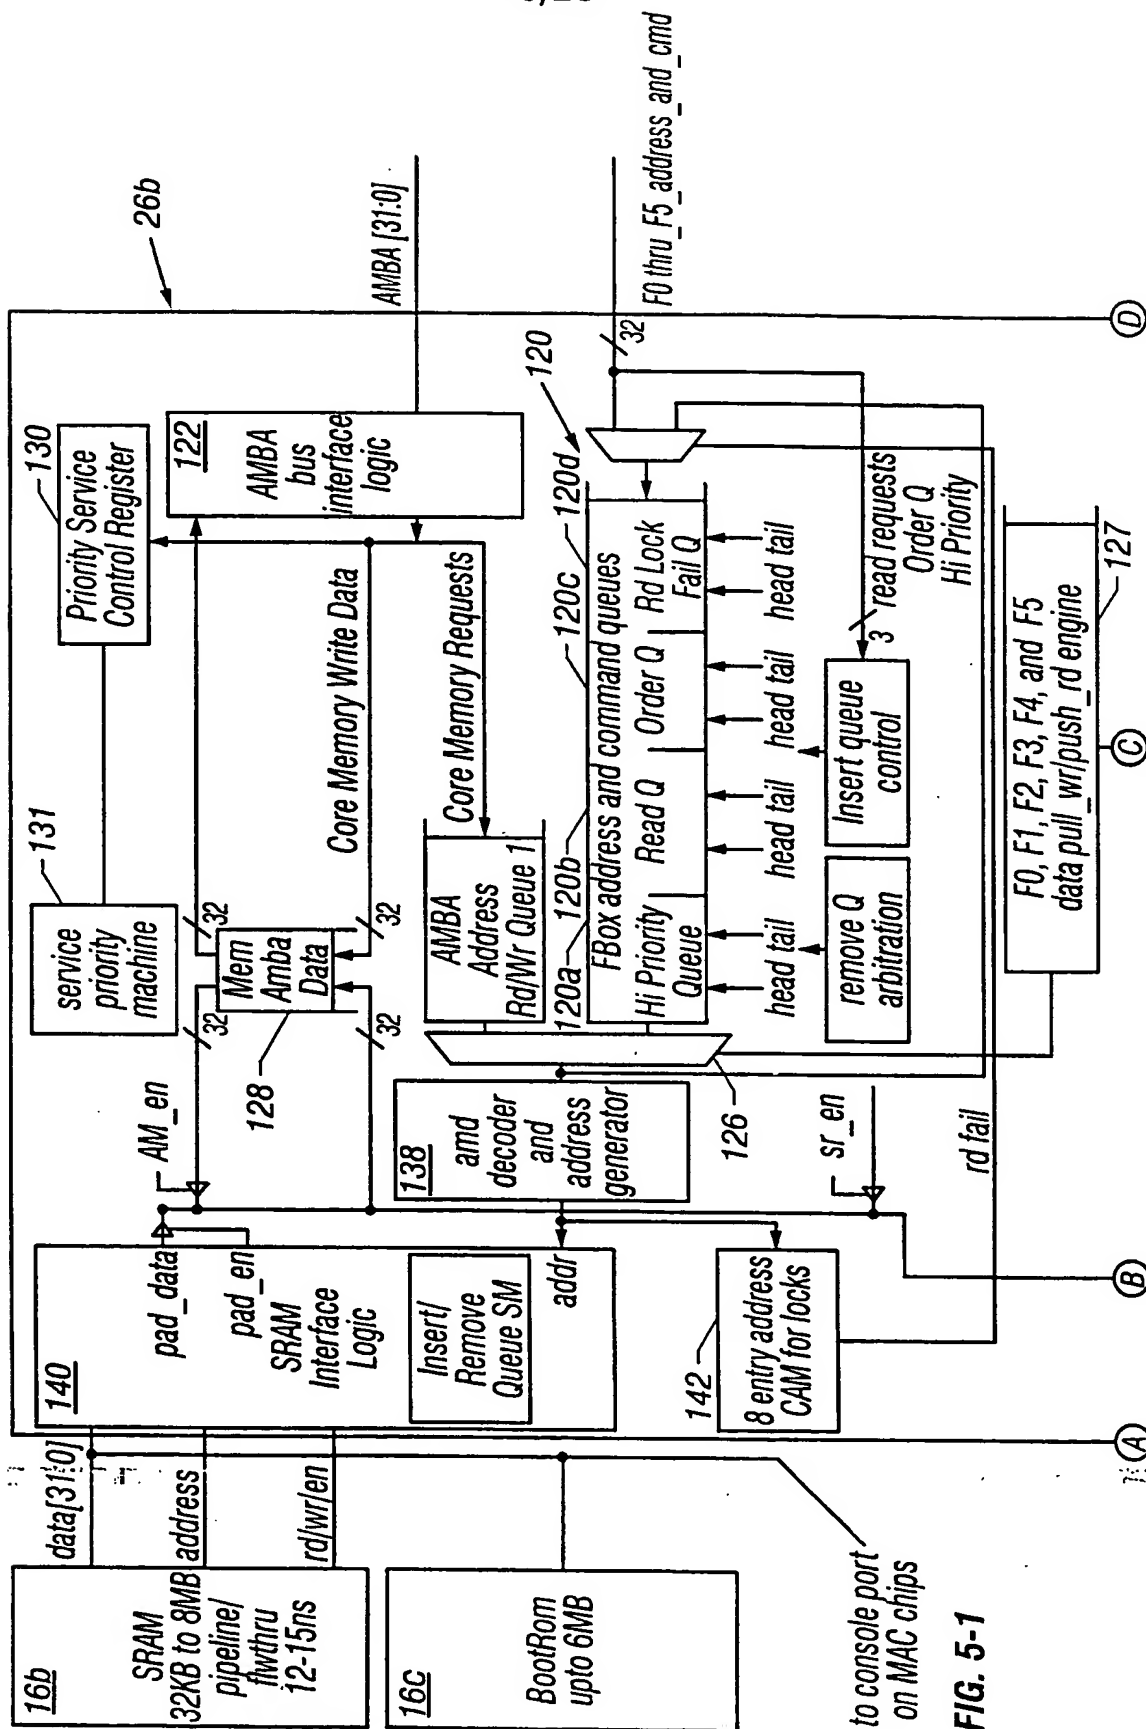 16b
SRAM
32KB to 8MB
pipeline/
flwthru
12-15ns
data[31:0]
address
rd/wr/en
16c
BootRom
upto 6MB
to console port
on MAC chips
FIG. 5-1
140
pad_data
pad_en
SRAM
Interface
Logic
Insert/
Remove
Queue SM
addr
142
8 entry address
CAM for locks
AM_en
131
service
priority
machine
130
Priority Service
Control Register
26b
32
32
Mem
Amba
Data
32
32
128
122
AMBA
bus
interface
logic
AMBA [31:0]
Core Memory Write Data
Core Memory Requests
AMBA
Address
Rd/Wr Queue 1
138
amd
decoder
and
address
generator
126
120a
120b
120c
120d
120
FBox address and command queues
Hi Priority
Queue
Read Q
Order Q
Rd Lock
Fail Q
head tail
head tail
head tail
head tail
remove Q
arbitration
Insert queue
control
32
F0 thru F5_address_and_cmd
3
read requests
Order Q
Hi Priority
sr_en
rd fail
F0, F1, F2, F3, F4, and F5
data pull_wr/push_rd engine
127
A
B
C
D